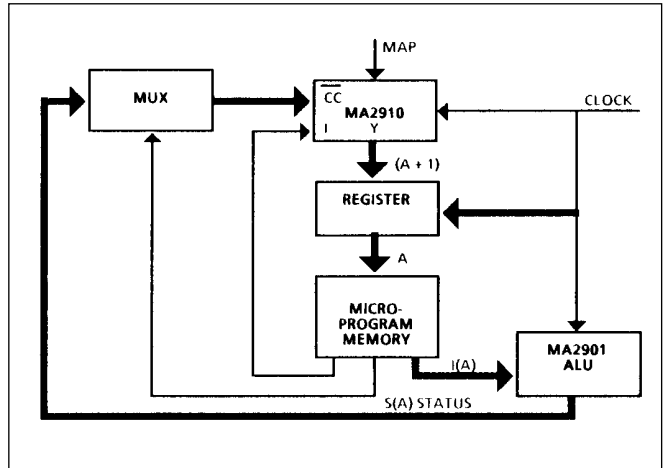 MAP
MUX
CC
MA2910
I Y
CLOCK
(A + 1)
REGISTER
A
MICRO-
PROGRAM
MEMORY
MA2901
ALU
I(A)
S(A) STATUS